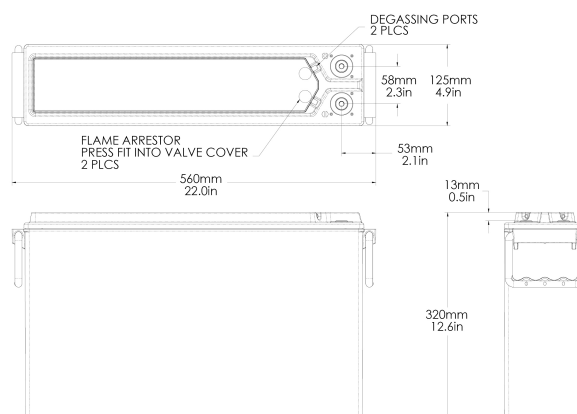 DEGASSING PORTS
2 PLCS
58mm
2.3in
125mm
4.9in
FLAME ARRESTOR
PRESS FIT INTO VALVE COVER
2 PLCS
53mm
2.1in
560mm
22.0in
13mm
0.5in
320mm
12.6in